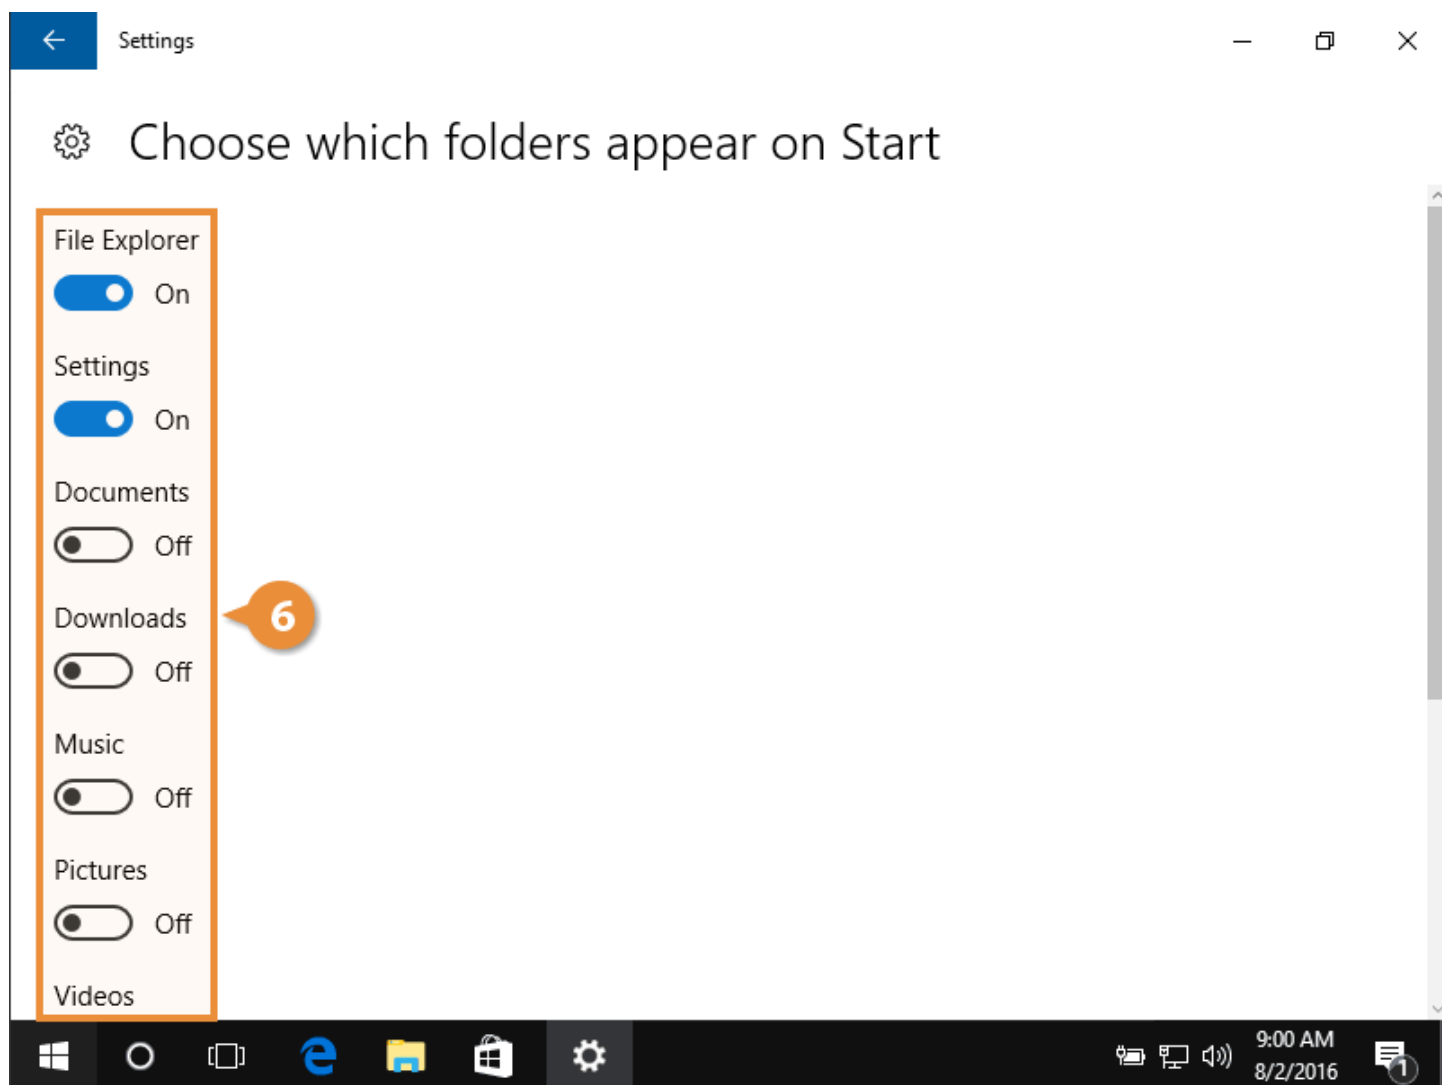 Settings
Choose which folders appear on Start
File Explorer
On
Settings
On
Documents
Off
Downloads
Off
6
Music
Off
Pictures
Off
Videos
9:00 AM
8/2/2016
1